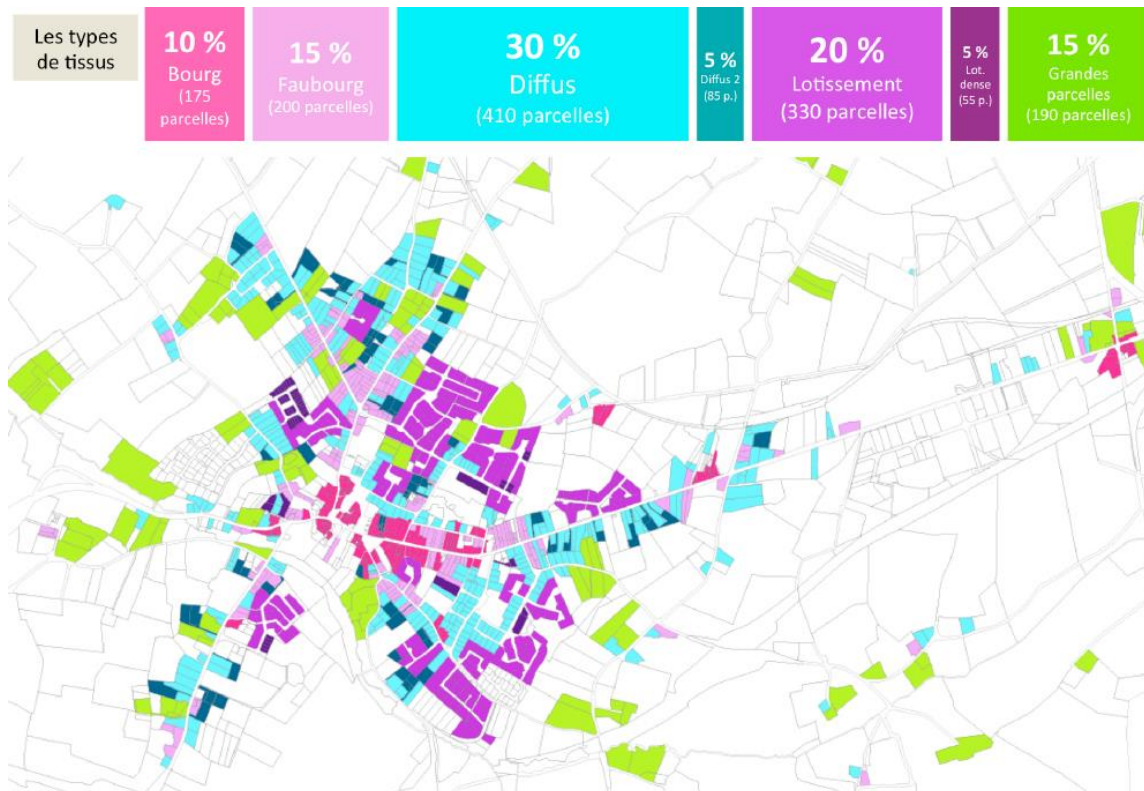 Les types
de tissus
10 %
Bourg
(175
parcelles)
15 %
Faubourg
(200 parcelles)
30 %
Diffus
(410 parcelles)
5 %
Diffus 2
(85 p.)
20 %
Lotissement
(330 parcelles)
5 %
Lot.
dense
(55 p.)
15 %
Grandes
parcelles
(190 parcelles)